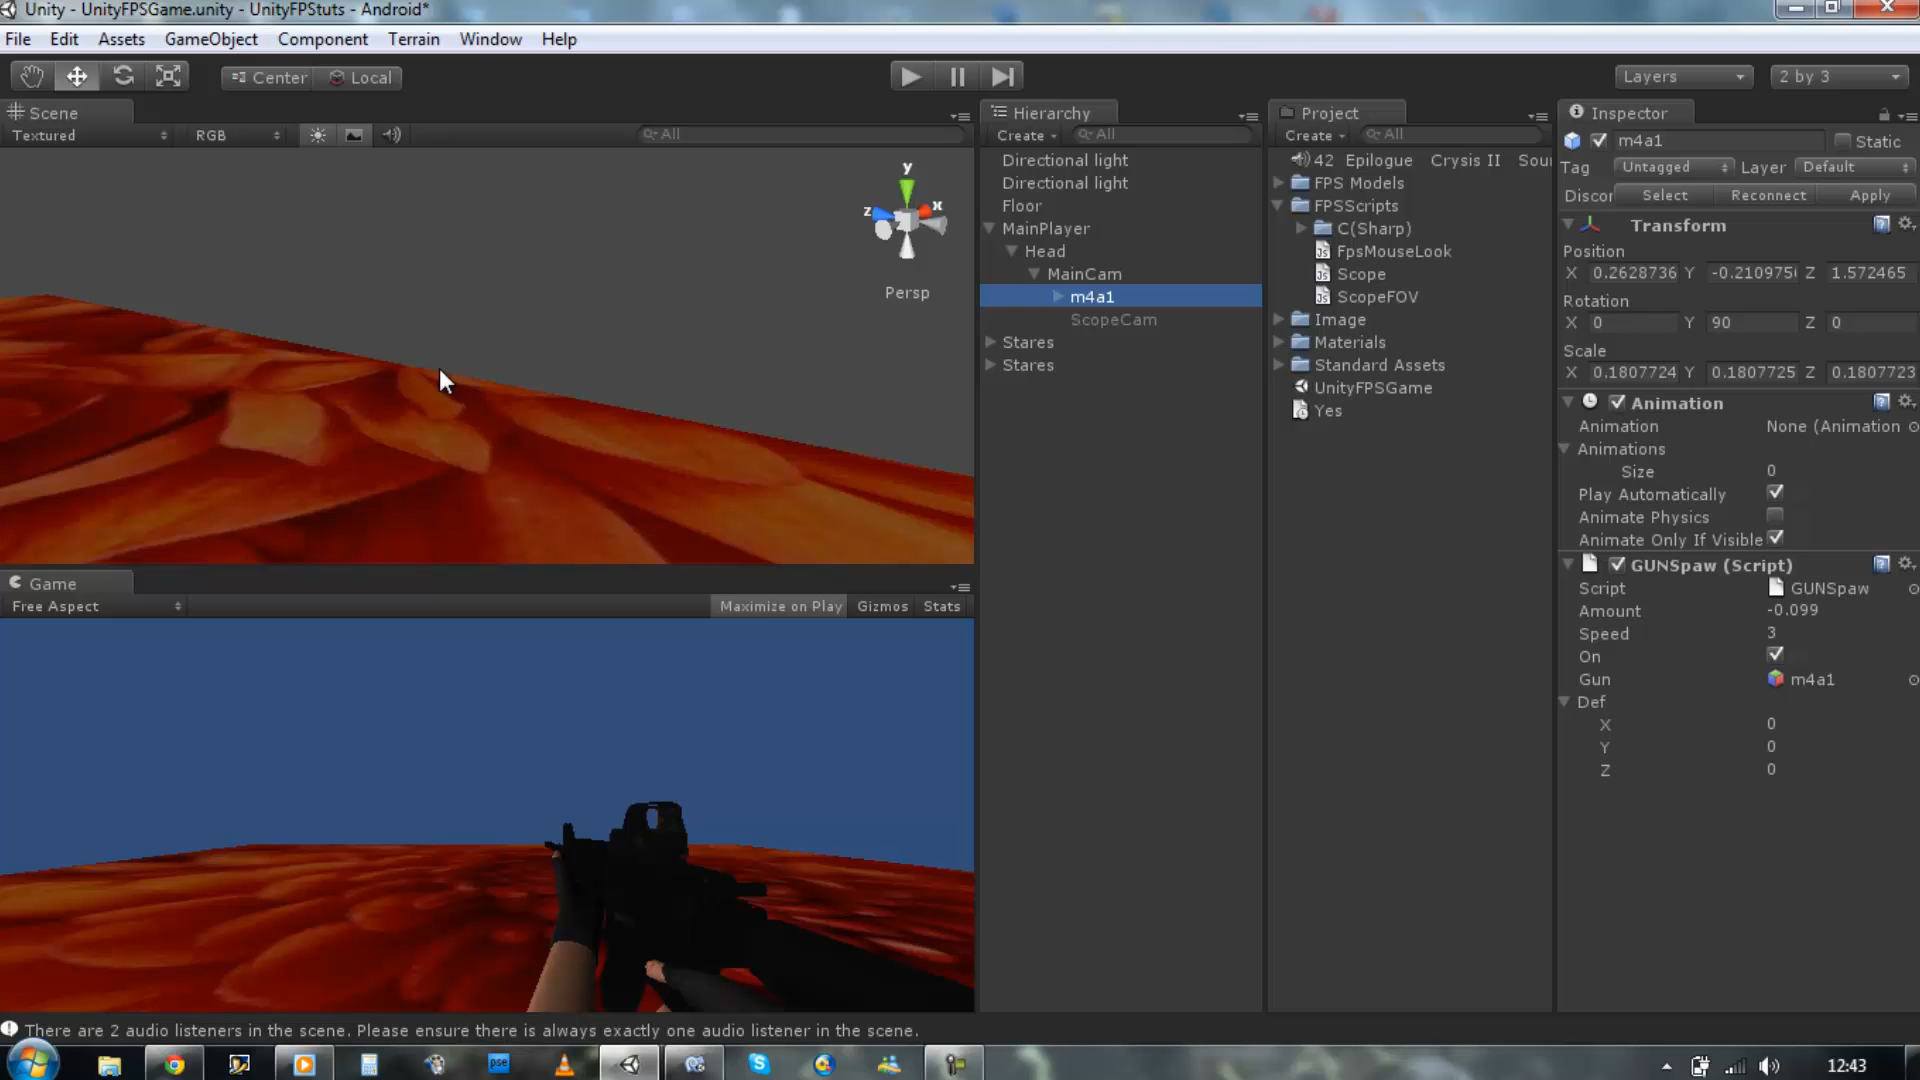 Unity - UnityFPSGame.unity - UnityFPStuts - Android*
File Edit Assets GameObject Component Terrain Window Help
Center Local
Layers
2 by 3
Scene
Textured RGB
All
y
z
x
Persp
Game
Free Aspect
Maximize on Play Gizmos Stats
Hierarchy
Create All
Directional light
Directional light
Floor
MainPlayer
Head
MainCam
m4a1
ScopeCam
Stares
Stares
Project
Create All
42 Epilogue Crysis II Sou
FPS Models
FPSScripts
C(Sharp)
FpsMouseLook
Scope
ScopeFOV
Image
Materials
Standard Assets
UnityFPSGame
Yes
Inspector
m4a1 Static
Tag Untagged Layer Default
Discor Select Reconnect Apply
Transform
Position
X 0.2628736 Y -0.210975( Z 1.572465
Rotation
X 0 Y 90 Z 0
Scale
X 0.1807724 Y 0.1807725 Z 0.1807723
Animation
Animation None (Animation
Animations
Size 0
Play Automatically
Animate Physics
Animate Only If Visible
GUNSpaw (Script)
Script GUNSpaw
Amount -0.099
Speed 3
On
Gun m4a1
Def
X 0
Y 0
Z 0
There are 2 audio listeners in the scene. Please ensure there is always exactly one audio listener in the scene.
pse
12:43